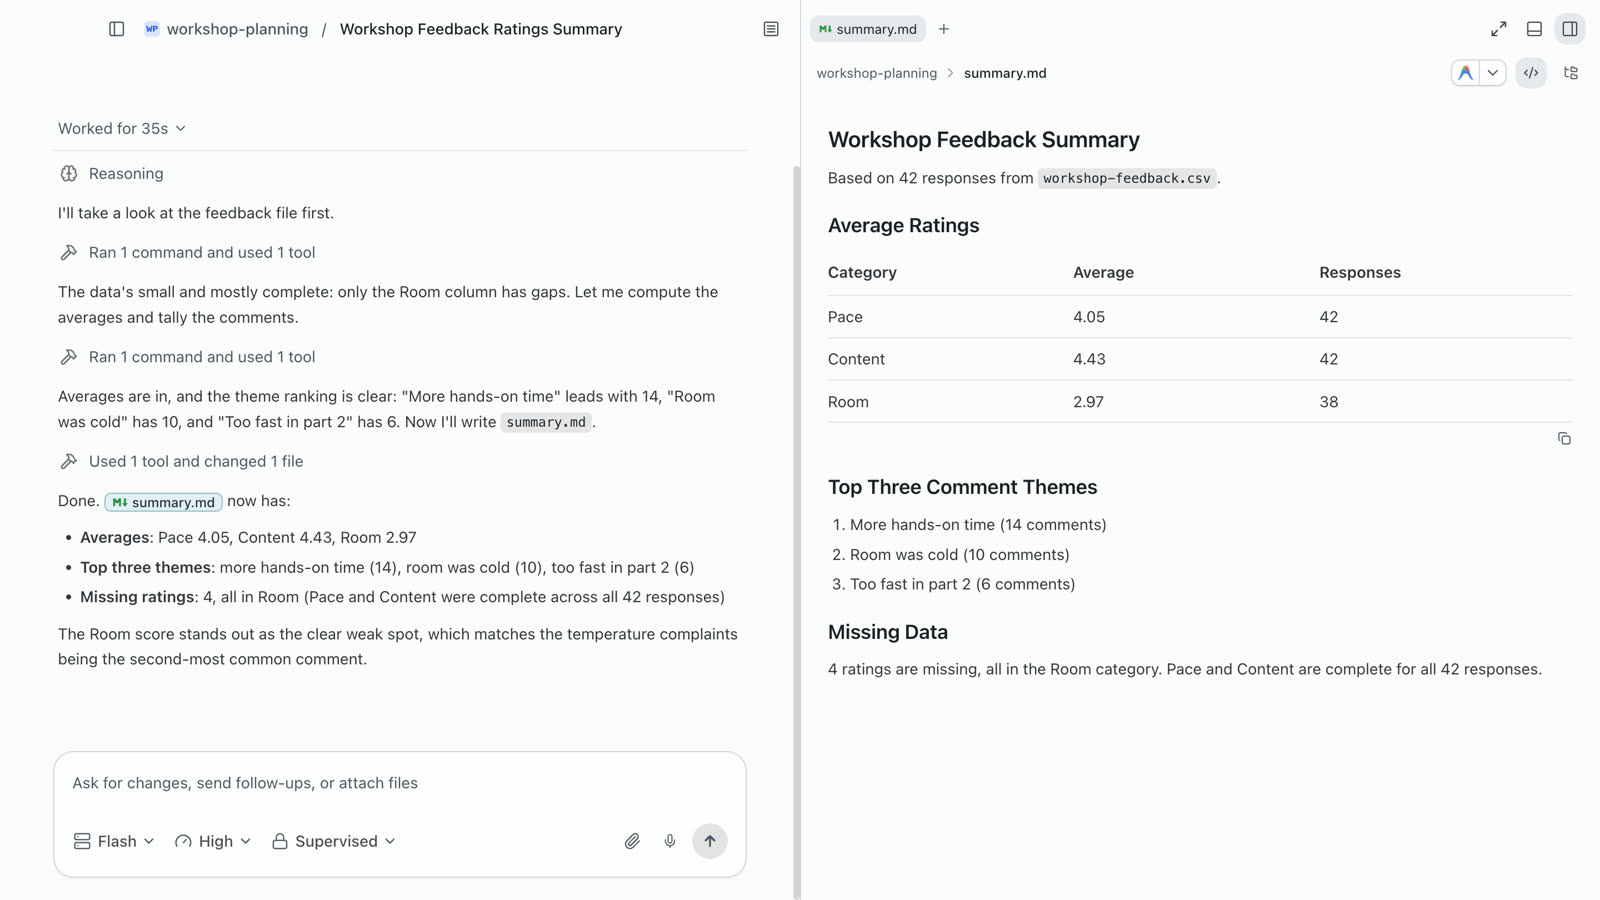 WP workshop-planning / Workshop Feedback Ratings Summary
Worked for 35s
Reasoning
I'll take a look at the feedback file first.
Ran 1 command and used 1 tool
The data's small and mostly complete: only the Room column has gaps. Let me compute the
averages and tally the comments.
Ran 1 command and used 1 tool
Averages are in, and the theme ranking is clear: "More hands-on time" leads with 14, "Room
was cold" has 10, and "Too fast in part 2" has 6. Now I'll write summary.md.
Used 1 tool and changed 1 file
Done. M↓ summary.md now has:
• Averages: Pace 4.05, Content 4.43, Room 2.97
• Top three themes: more hands-on time (14), room was cold (10), too fast in part 2 (6)
• Missing ratings: 4, all in Room (Pace and Content were complete across all 42 responses)
The Room score stands out as the clear weak spot, which matches the temperature complaints
being the second-most common comment.
Ask for changes, send follow-ups, or attach files
Flash High Supervised
M↓ summary.md +
workshop-planning > summary.md
Workshop Feedback Summary
Based on 42 responses from workshop-feedback.csv.
Average Ratings
Category Average Responses
Pace 4.05 42
Content 4.43 42
Room 2.97 38
Top Three Comment Themes
1. More hands-on time (14 comments)
2. Room was cold (10 comments)
3. Too fast in part 2 (6 comments)
Missing Data
4 ratings are missing, all in the Room category. Pace and Content are complete for all 42 responses.